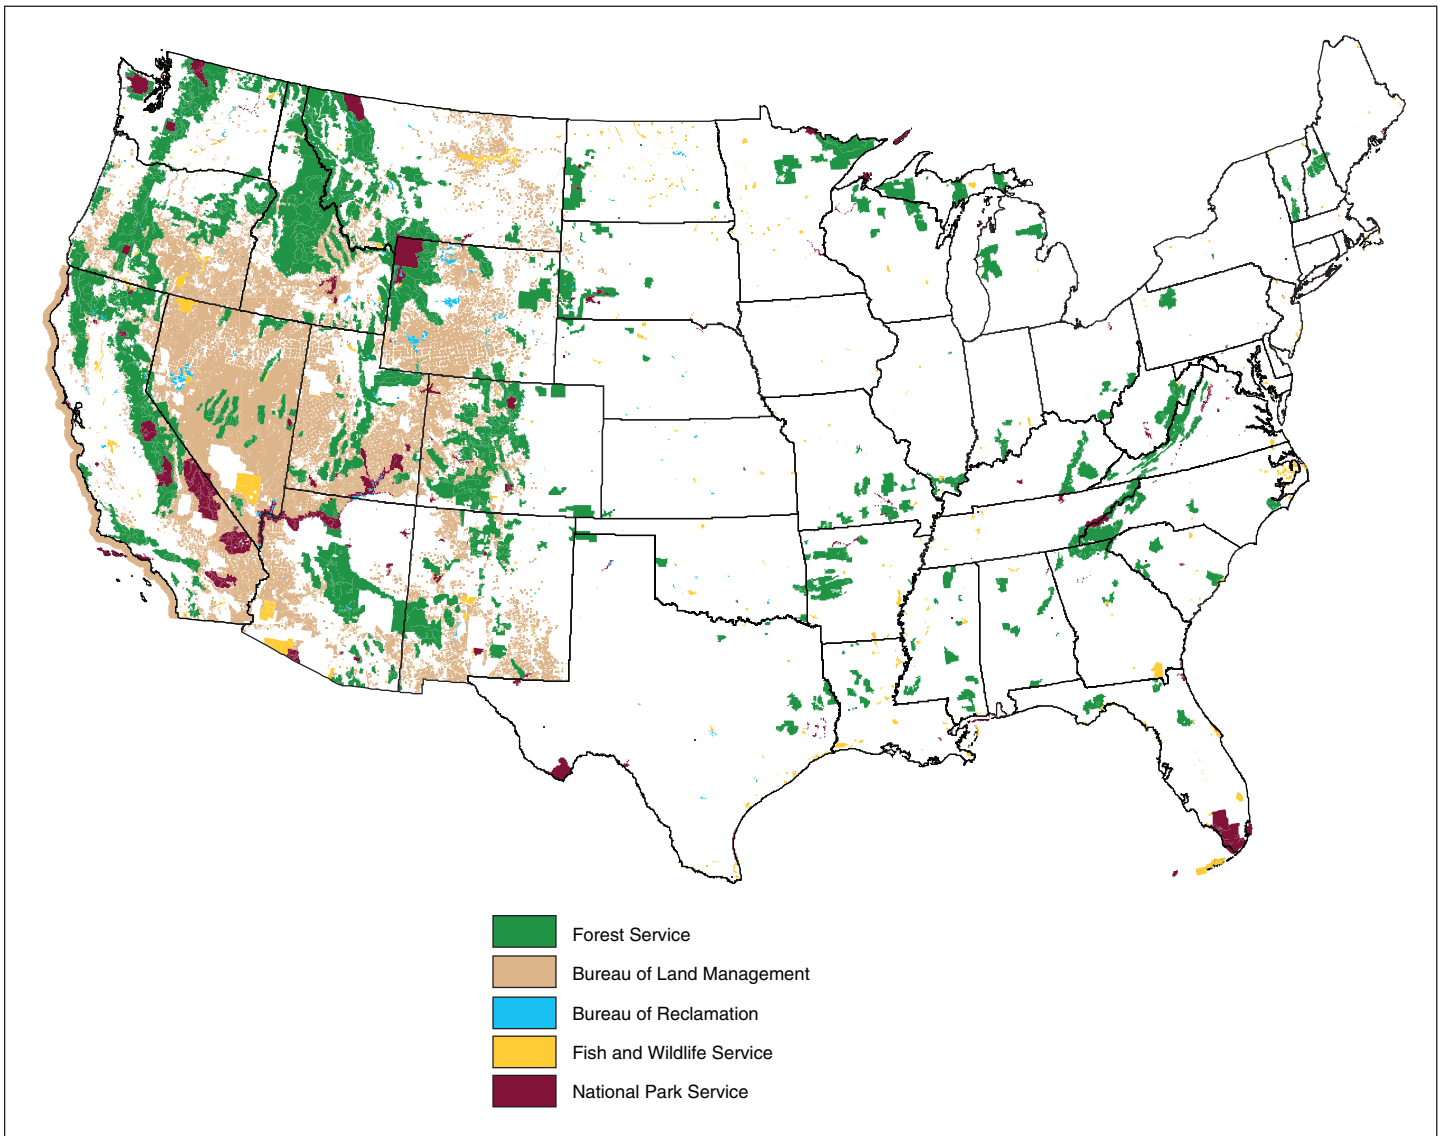 Forest Service
Bureau of Land Management
Bureau of Reclamation
Fish and Wildlife Service
National Park Service